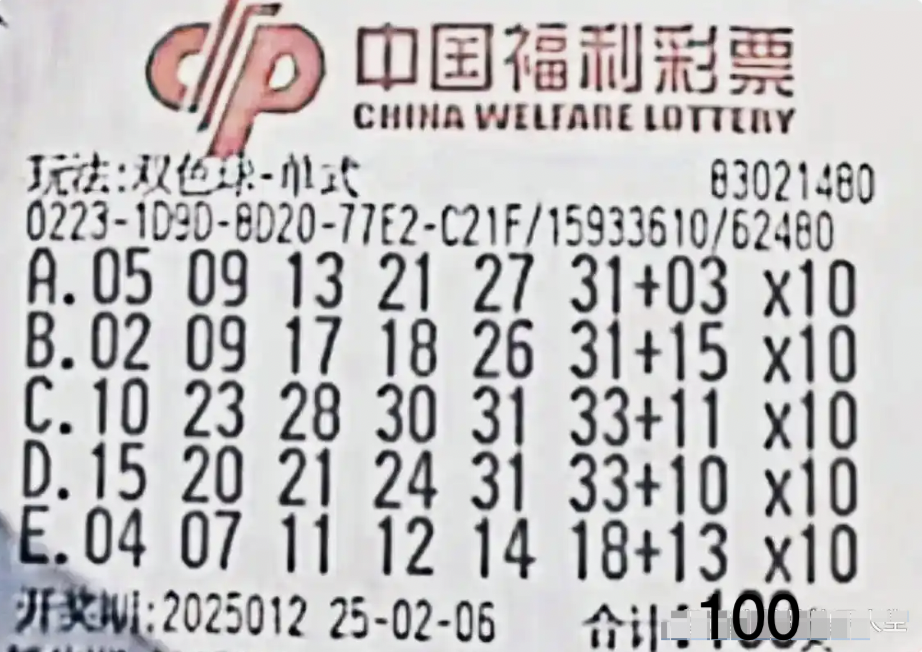 中国福利彩票
CHINA WELFARE LOTTERY
玩法:双色球-单式 83021480
0223-1D9D-8D20-77E2-C21F/15933610/62480
A.05 09 13 21 27 31+03 x10
B.02 09 17 18 26 31+15 x10
C.10 23 28 30 31 33+11 x10
D.15 20 21 24 31 33+10 x10
E.04 07 11 12 14 18+13 x10
开奖期:2025012 25-02-06 合计:100